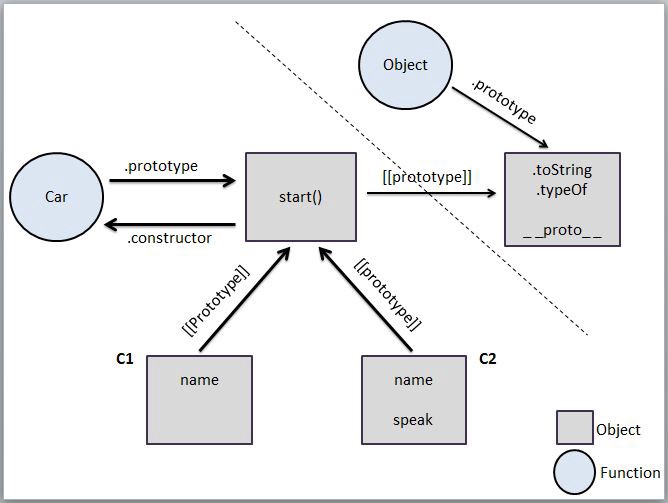 Object
.prototype
.toString
.typeOf
_ _proto_ _
Car
.prototype
start()
[[prototype]]
.constructor
[[Prototype]]
[[prototype]]
C1
name
C2
name
speak
Object
Function